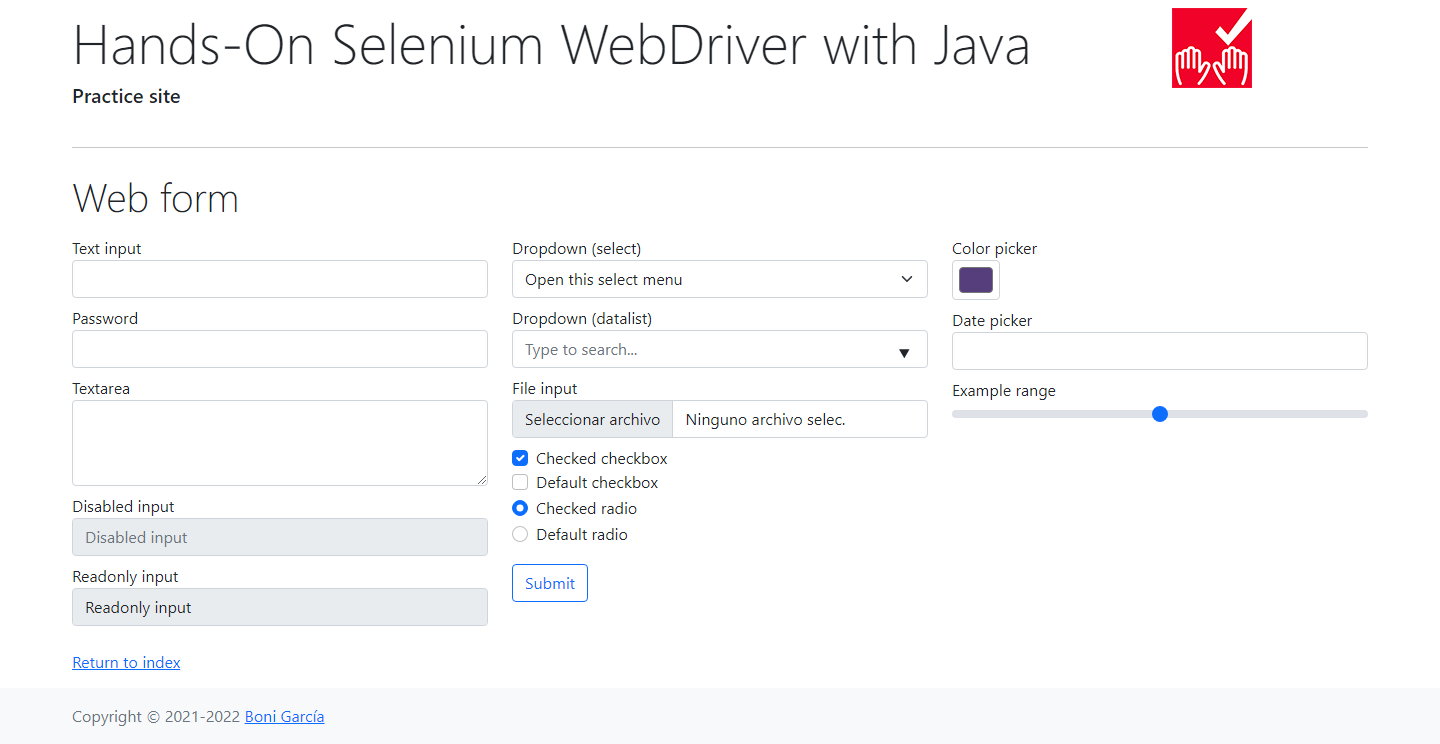 Hands-On Selenium WebDriver with Java
Practice site
Web form
Text input
Password
Textarea
Disabled input
Disabled input
Readonly input
Readonly input
Dropdown (select)
Open this select menu
Dropdown (datalist)
Type to search...
File input
Seleccionar archivo Ninguno archivo selec.
Checked checkbox
Default checkbox
Checked radio
Default radio
Submit
Color picker
Date picker
Example range
Return to index
Copyright © 2021-2022 Boni García